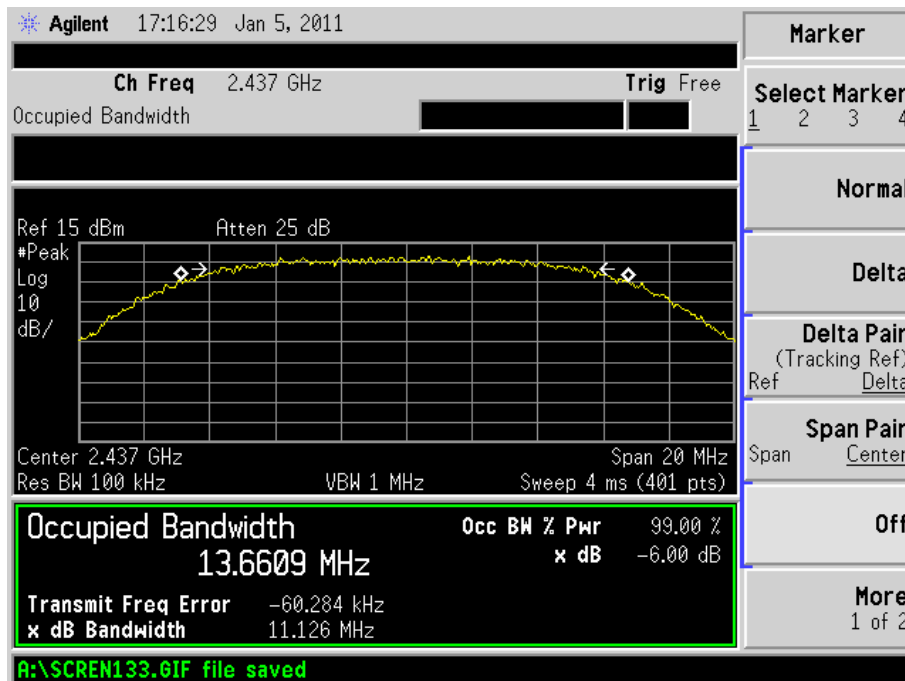 Agilent 17:16:29 Jan 5, 2011
Marker
Ch Freq 2.437 GHz Trig Free
Occupied Bandwidth
Select Marker
1 2 3 4
Normal
Ref 15 dBm Atten 25 dB
#Peak
Log
10
dB/
Delta
Delta Pair
(Tracking Ref)
Ref Delta
Span Pair
Span Center
Center 2.437 GHz Span 20 MHz
Res BW 100 kHz VBW 1 MHz Sweep 4 ms (401 pts)
Off
Occupied Bandwidth
13.6609 MHz
Occ BW % Pwr 99.00 %
x dB -6.00 dB
Transmit Freq Error -60.284 kHz
x dB Bandwidth 11.126 MHz
More
1 of 2
A:\SCREN133.GIF file saved